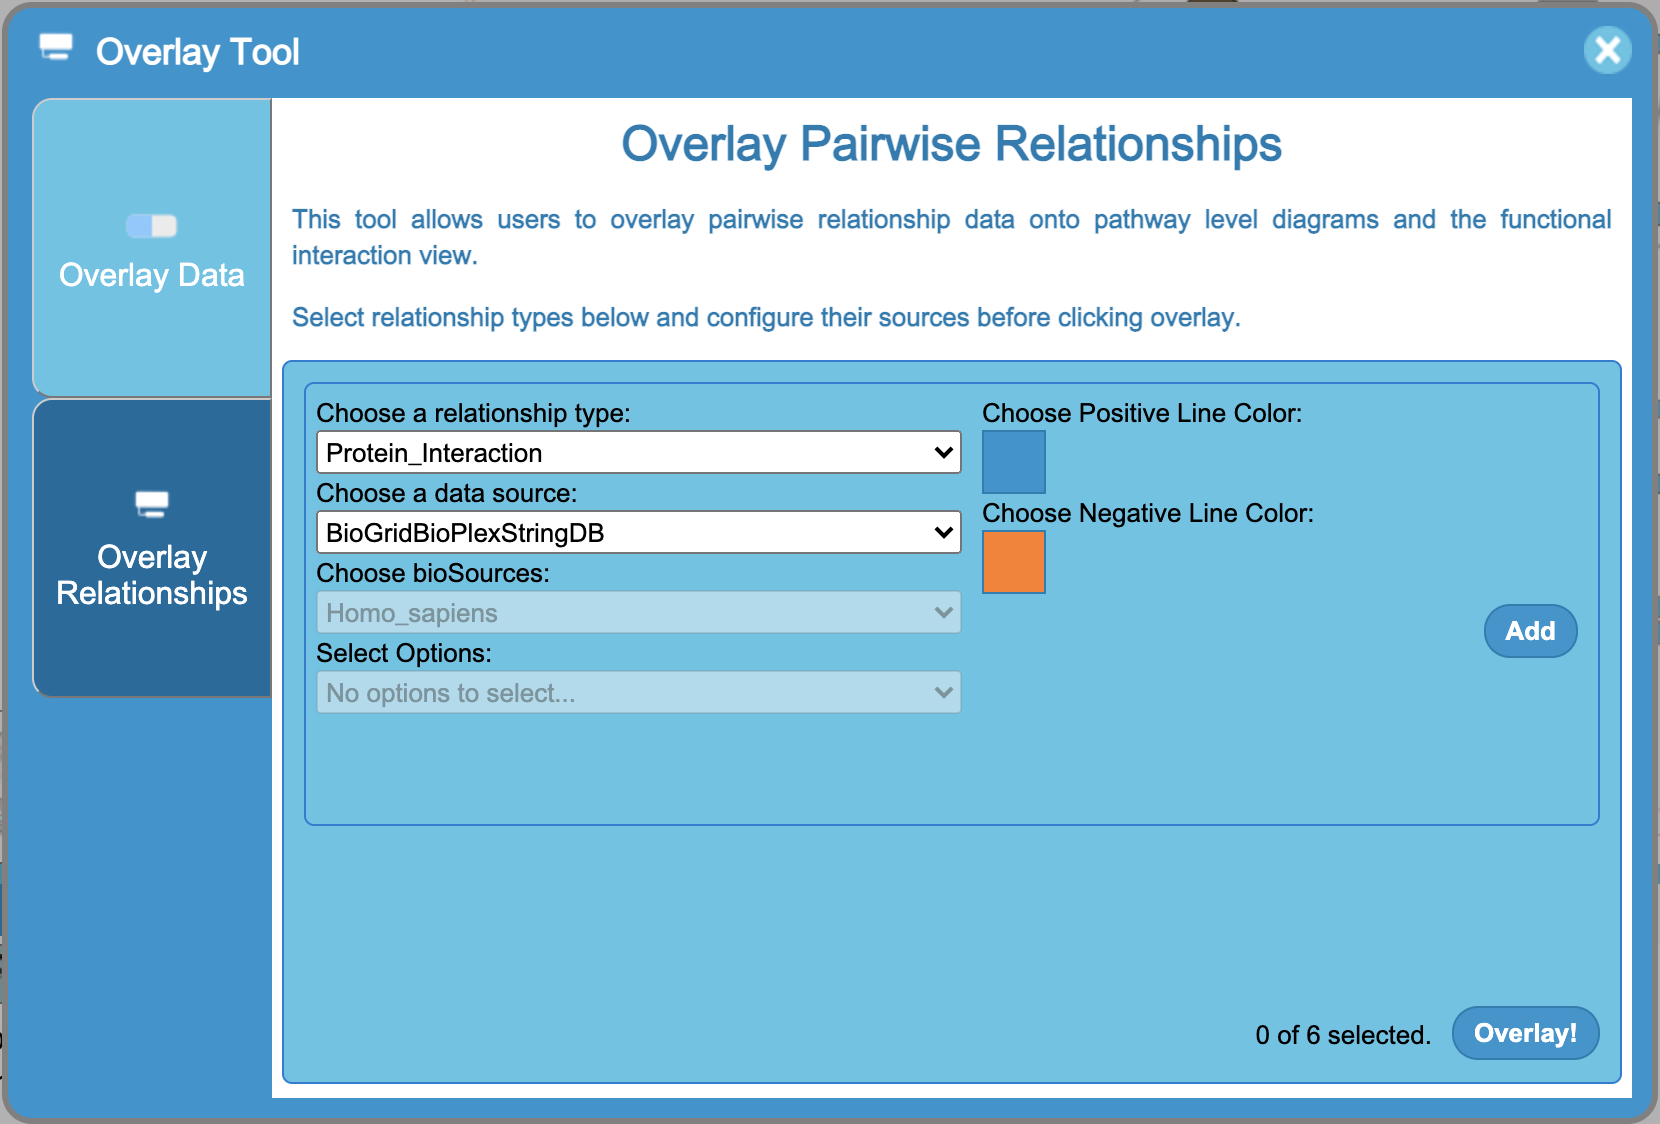 Overlay Tool
Overlay Data
Overlay
Relationships
Overlay Pairwise Relationships
This tool allows users to overlay pairwise relationship data onto pathway level diagrams and the functional
interaction view.
Select relationship types below and configure their sources before clicking overlay.
Choose a relationship type:
Protein_Interaction
Choose a data source:
BioGridBioPlexStringDB
Choose bioSources:
Homo_sapiens
Select Options:
No options to select...
Choose Positive Line Color:
Choose Negative Line Color:
Add
0 of 6 selected.
Overlay!